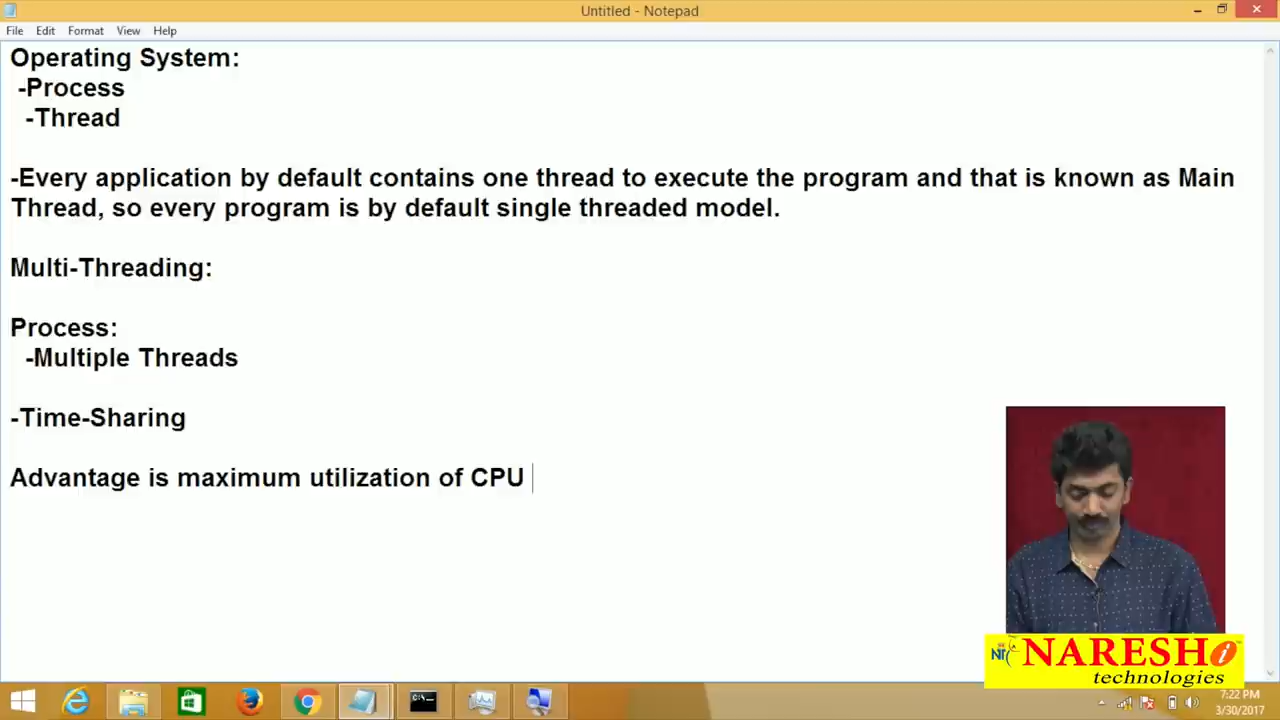 Untitled - Notepad
File Edit Format View Help
Operating System:
-Process
-Thread
-Every application by default contains one thread to execute the program and that is known as Main
Thread, so every program is by default single threaded model.
Multi-Threading:
Process:
-Multiple Threads
-Time-Sharing
Advantage is maximum utilization of CPU
NARESH i
technologies
7:22 PM
3/30/2017